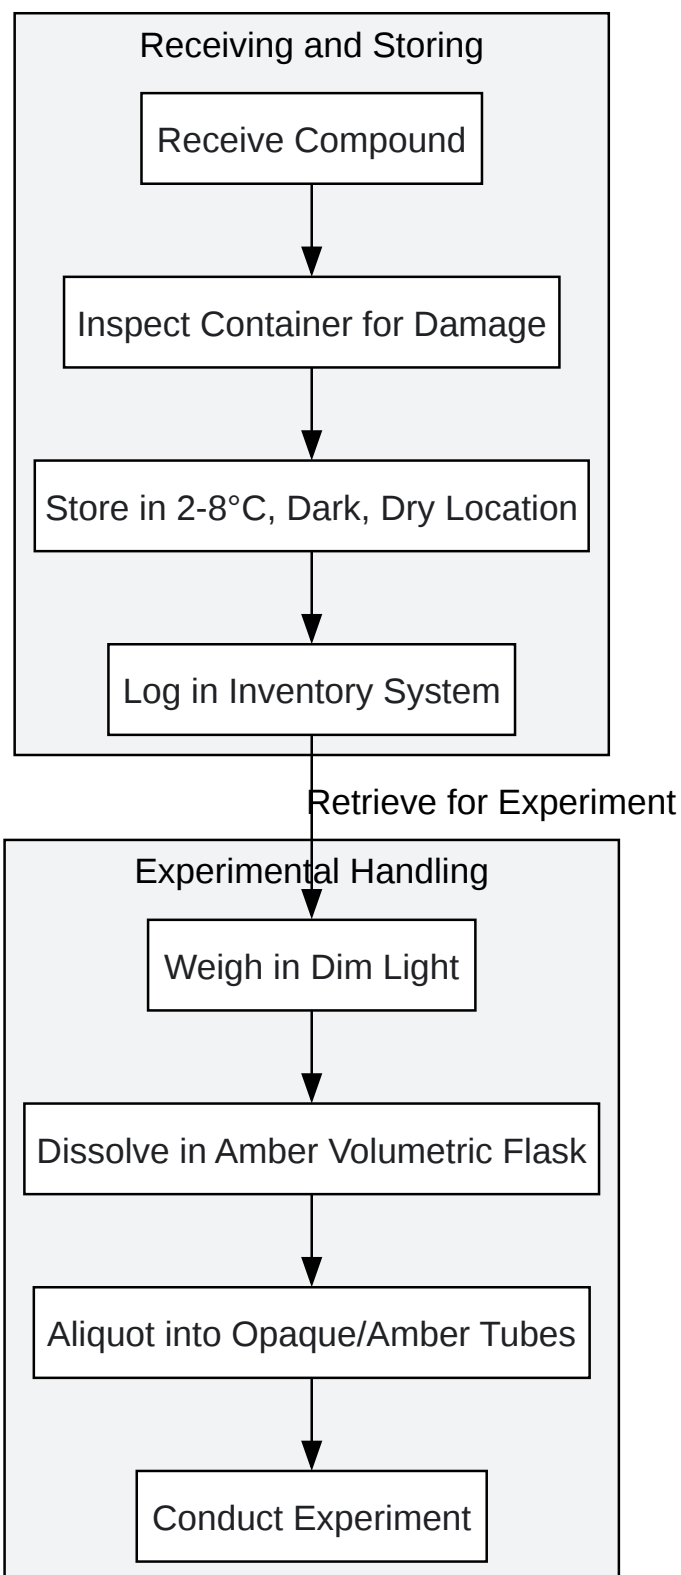 Receiving and Storing
Receive Compound
Inspect Container for Damage
Store in 2-8°C, Dark, Dry Location
Log in Inventory System
Retrieve for Experiment
Experimental Handling
Weigh in Dim Light
Dissolve in Amber Volumetric Flask
Aliquot into Opaque/Amber Tubes
Conduct Experiment